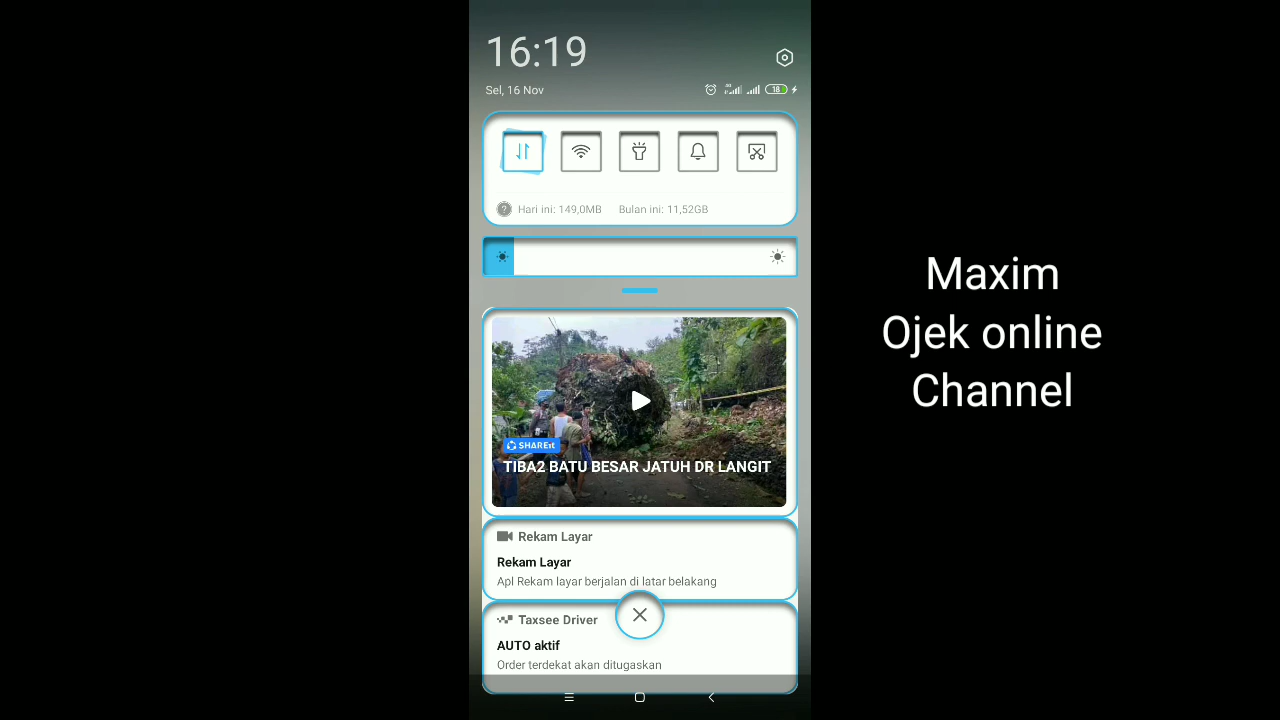 16:19
Sel, 16 Nov
18
Hari ini: 149,0MB Bulan ini: 11,52GB
SHAREit
TIBA2 BATU BESAR JATUH DR LANGIT
Rekam Layar
Rekam Layar
Apl Rekam layar berjalan di latar belakang
Taxsee Driver
AUTO aktif
Order terdekat akan ditugaskan
Maxim
Ojek online
Channel